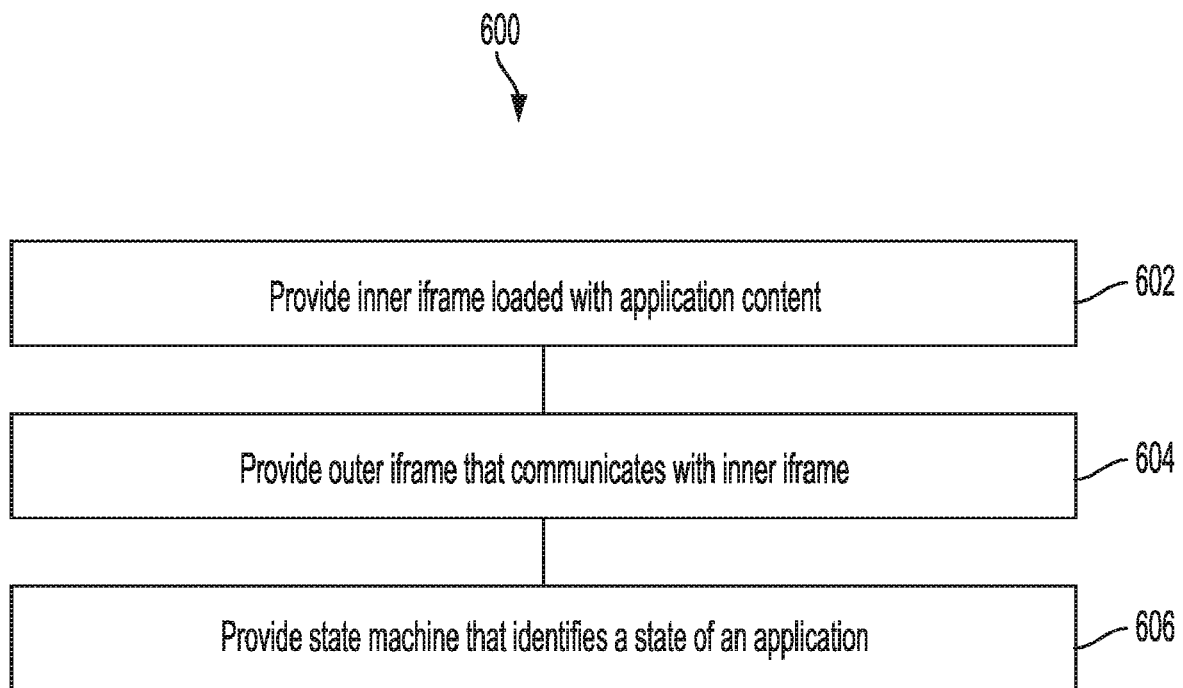 600
Provide inner iframe loaded with application content
602
Provide outer iframe that communicates with inner iframe
604
Provide state machine that identifies a state of an application
606